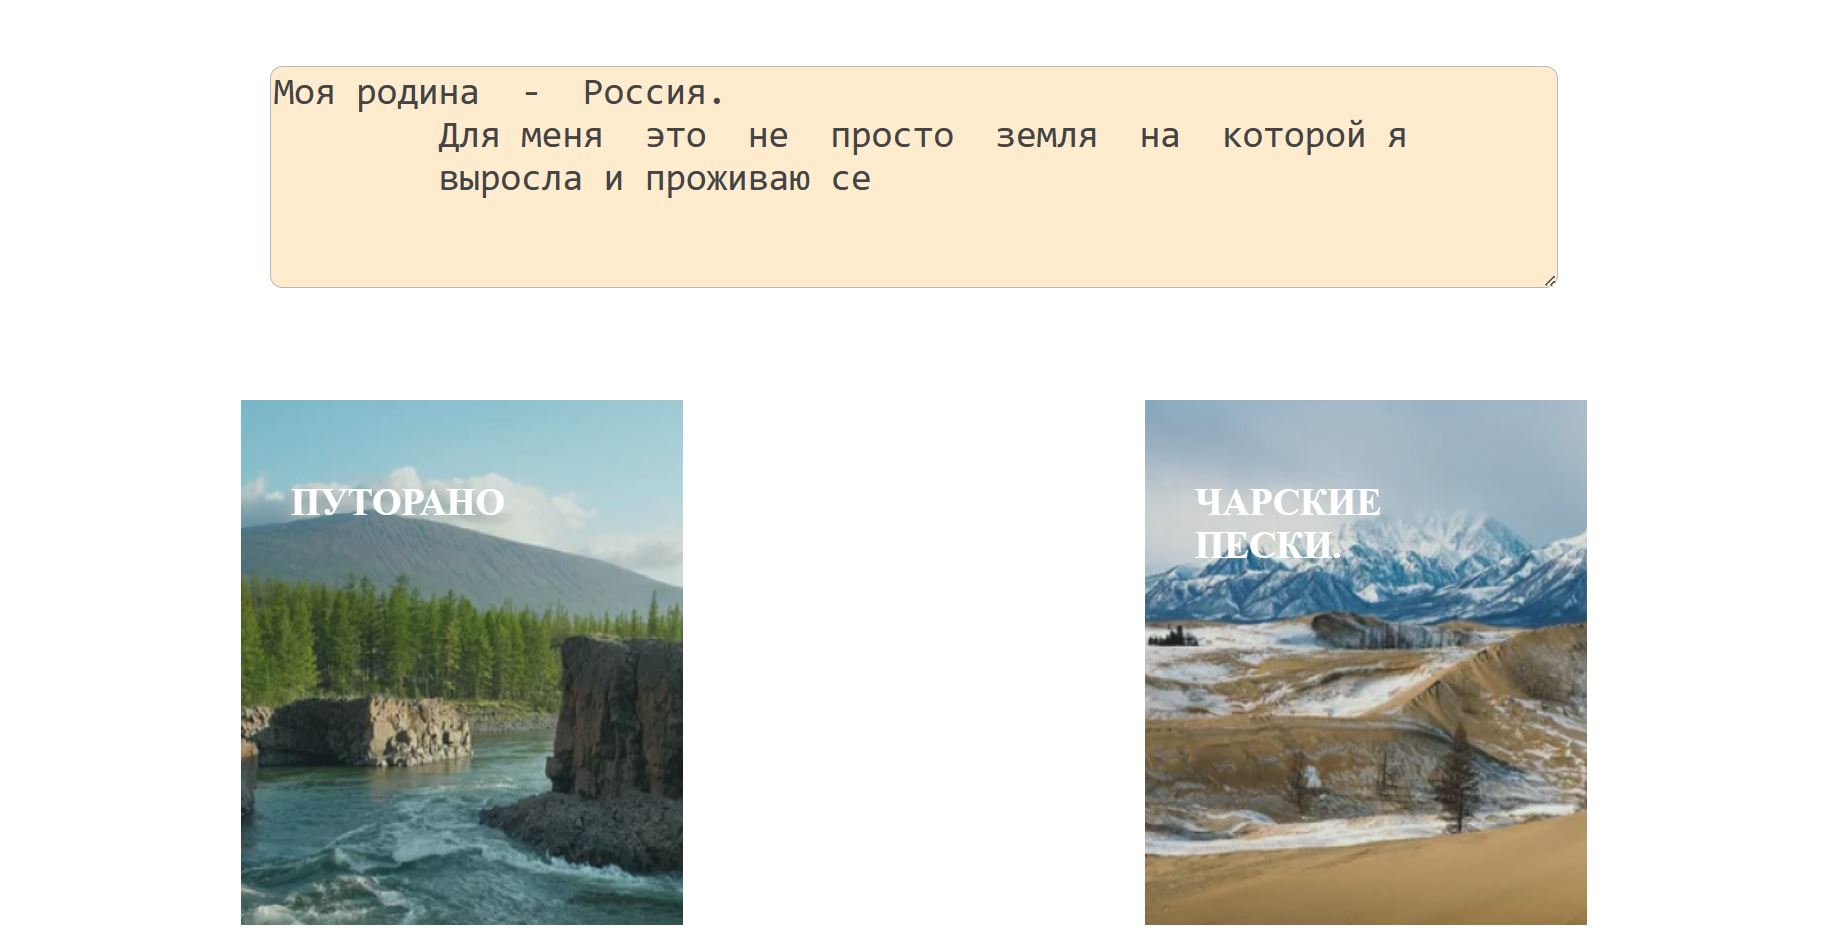 Моя родина  -  Россия.
Для меня  это  не  просто  земля  на  которой я
выросла и проживаю се
ПУТОРАНО
ЧАРСКИЕ
ПЕСКИ.